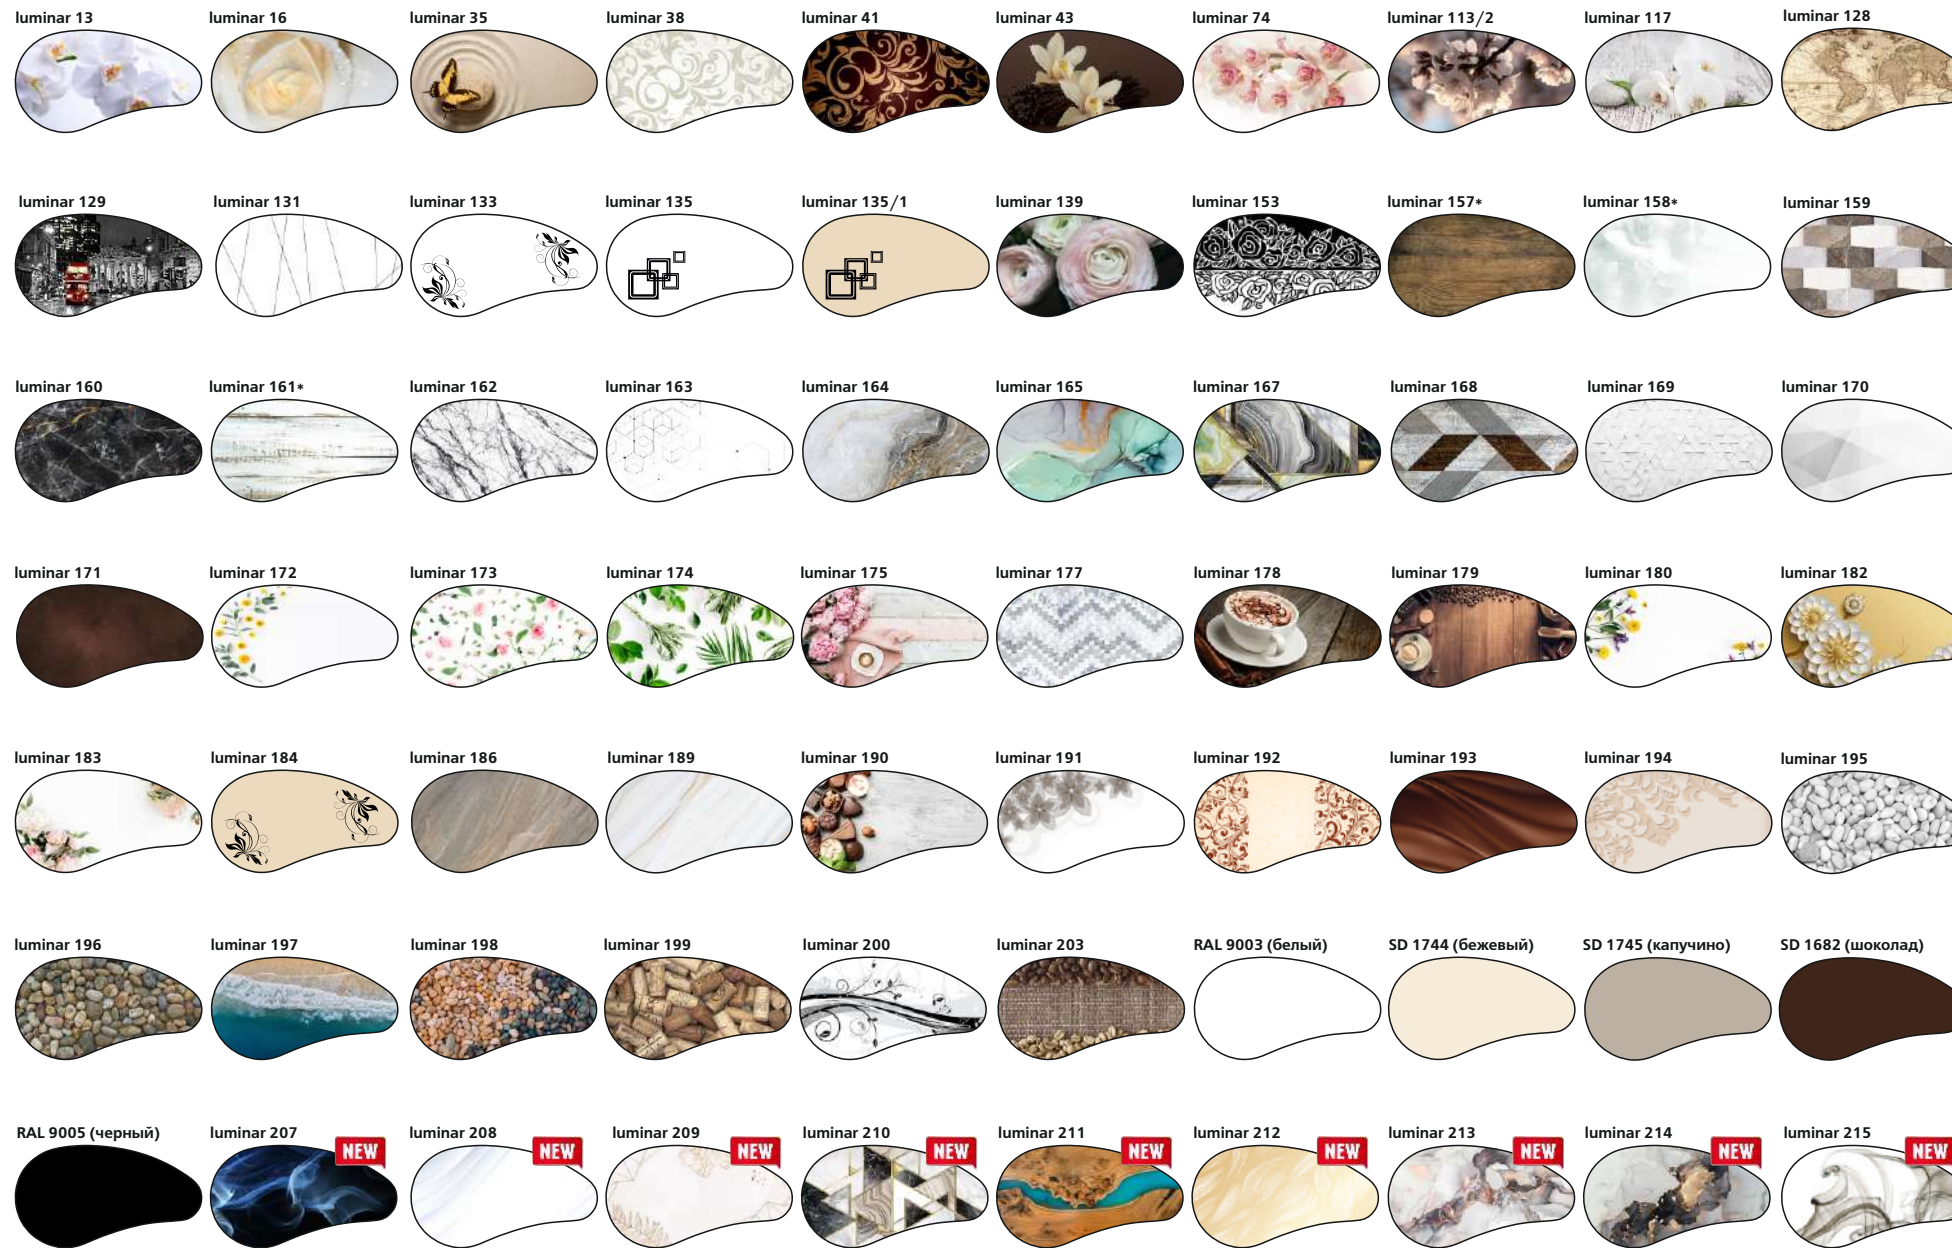 luminar 13 luminar 16 luminar 35 luminar 38 luminar 41 luminar 43 luminar 74 luminar 113/2 luminar 117 luminar 128
luminar 129 luminar 131 luminar 133 luminar 135 luminar 135/1 luminar 139 luminar 153 luminar 157* luminar 158* luminar 159
luminar 160 luminar 161* luminar 162 luminar 163 luminar 164 luminar 165 luminar 167 luminar 168 luminar 169 luminar 170
luminar 171 luminar 172 luminar 173 luminar 174 luminar 175 luminar 177 luminar 178 luminar 179 luminar 180 luminar 182
luminar 183 luminar 184 luminar 186 luminar 189 luminar 190 luminar 191 luminar 192 luminar 193 luminar 194 luminar 195
luminar 196 luminar 197 luminar 198 luminar 199 luminar 200 luminar 203 RAL 9003 (белый) SD 1744 (бежевый) SD 1745 (капучино) SD 1682 (шоколад)
RAL 9005 (черный) luminar 207 luminar 208 luminar 209 luminar 210 luminar 211 luminar 212 luminar 213 luminar 214 luminar 215
NEW NEW NEW NEW NEW NEW NEW NEW NEW